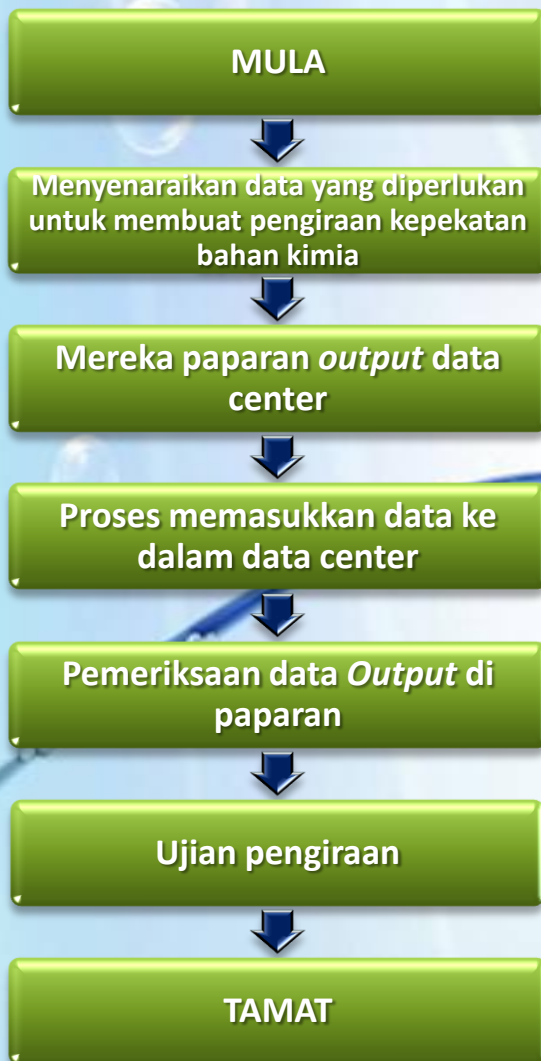 MULA
Menyenaraikan data yang diperlukan
untuk membuat pengiraan kepekatan
bahan kimia
Mereka paparan output data
center
Proses memasukkan data ke
dalam data center
Pemeriksaan data Output di
paparan
Ujian pengiraan
TAMAT